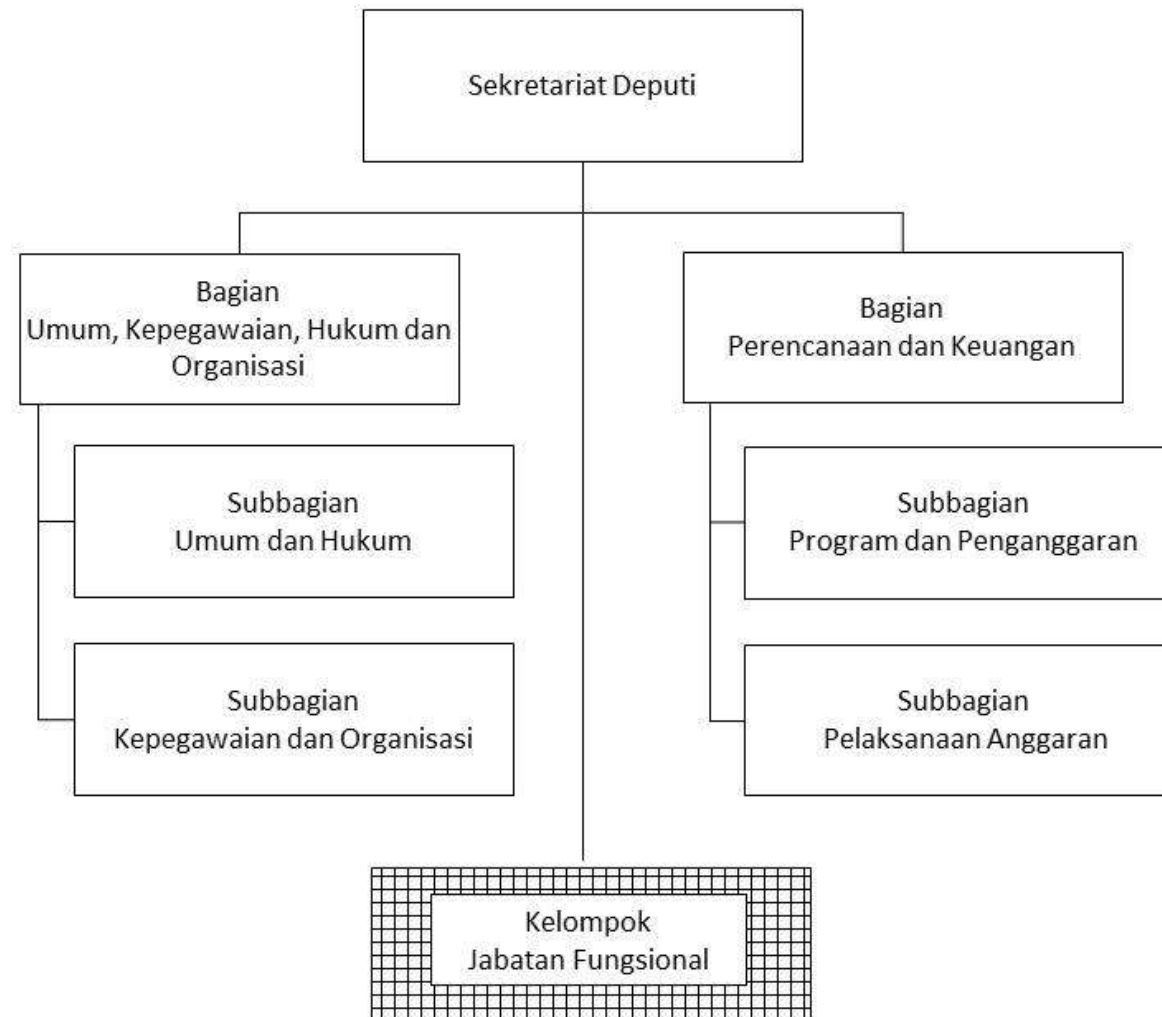 Sekretariat Deputi
Bagian
Umum, Kepegawaian, Hukum dan
Organisasi
Bagian
Perencanaan dan Keuangan
Subbagian
Umum dan Hukum
Subbagian
Program dan Penganggaran
Subbagian
Kepegawaian dan Organisasi
Subbagian
Pelaksanaan Anggaran
Kelompok
Jabatan Fungsional